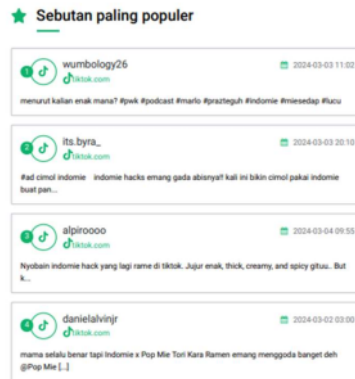 Sebutan paling populer
1
wumbology26
2024-03-03 11:02
tiktok.com
menurut kalian enak mana? #pwk #podcast #marlo #prazteguh #indomie #miesedap #lucu
2
its.byra_
2024-03-03 20:10
tiktok.com
#ad cimol indomie indomie hacks emang gada abisnya!! kali ini bikin cimol pakai indomie
buat pan...
3
alpiroooo
2024-03-04 09:55
tiktok.com
Nyobain indomie hack yang lagi rame di tiktok. Jujur enak, thick, creamy, and spicy gituu.. But
k...
4
danielalvinjr
2024-03-02 03:00
tiktok.com
mama selalu benar tapi Indomie x Pop Mie Tori Kara Ramen emang menggoda banget deh
@Pop Mie [...]